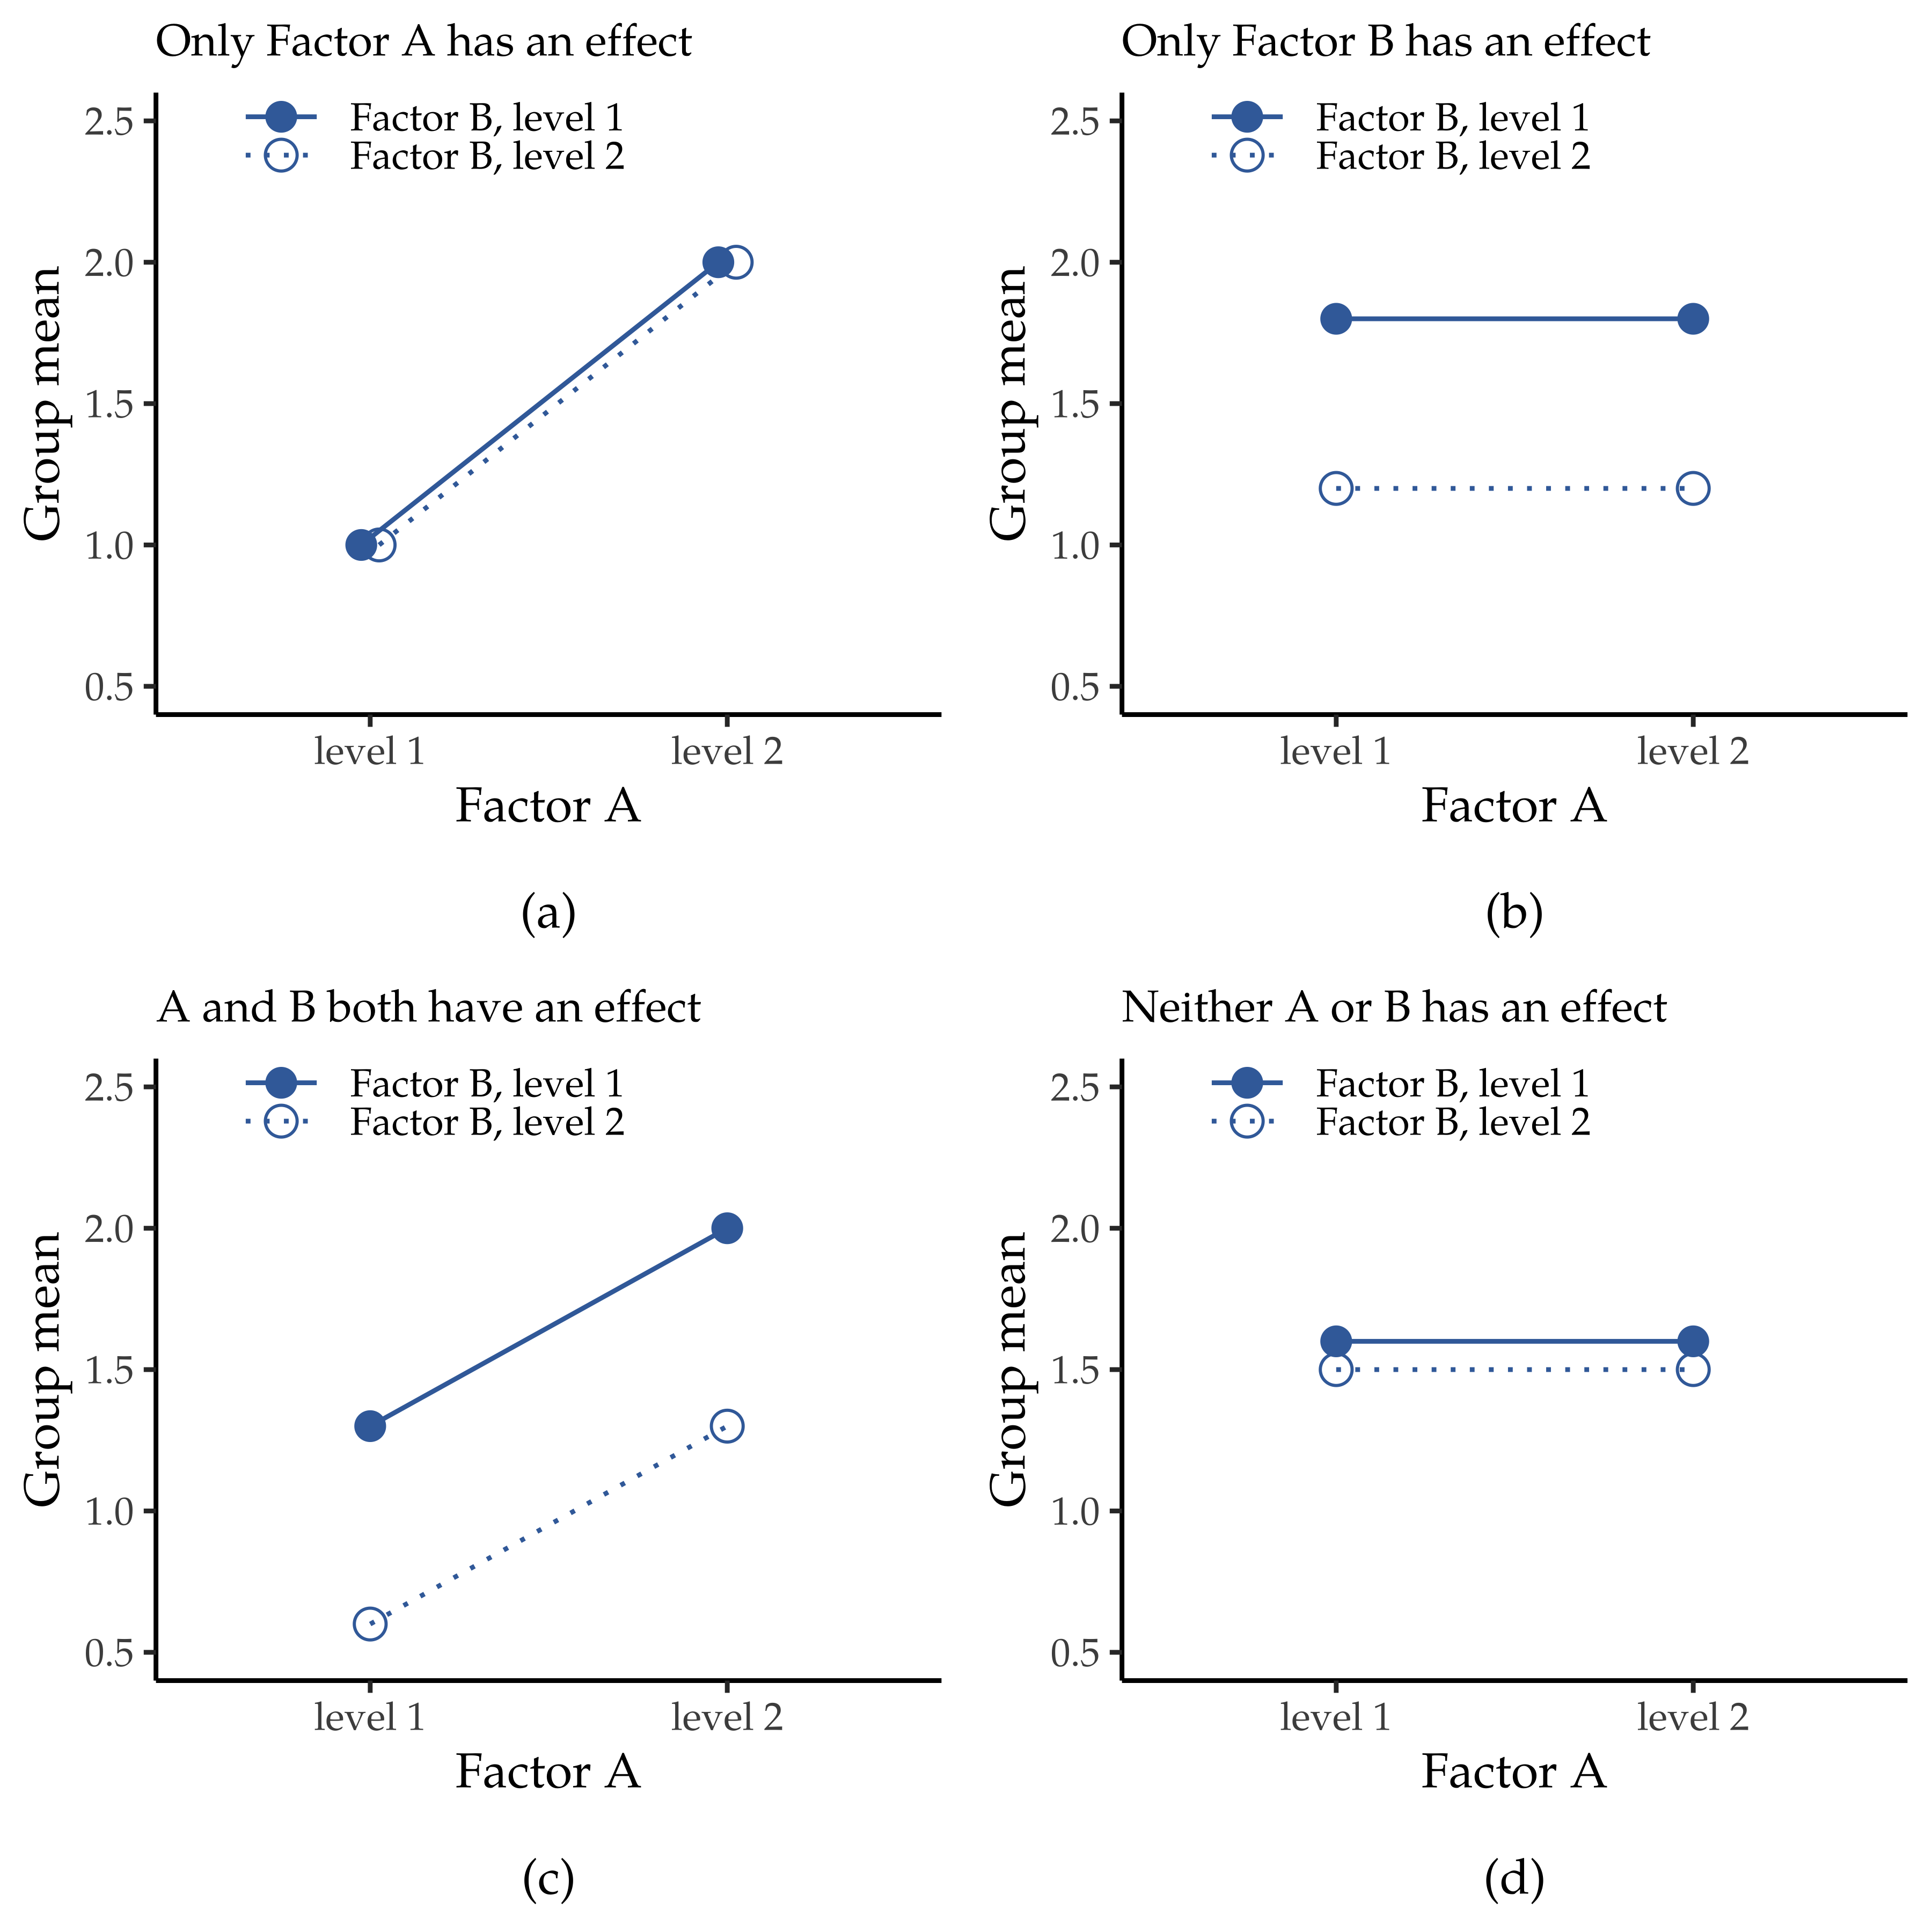 Only Factor A has an effect
Factor B, level 1
Factor B, level 2
2.5
2.0
1.5
1.0
0.5
Group mean
level 1
level 2
Factor A
(a)
Only Factor B has an effect
Factor B, level 1
Factor B, level 2
2.5
2.0
1.5
1.0
0.5
Group mean
level 1
level 2
Factor A
(b)
A and B both have an effect
Factor B, level 1
Factor B, level 2
2.5
2.0
1.5
1.0
0.5
Group mean
level 1
level 2
Factor A
(c)
Neither A or B has an effect
Factor B, level 1
Factor B, level 2
2.5
2.0
1.5
1.0
0.5
Group mean
level 1
level 2
Factor A
(d)